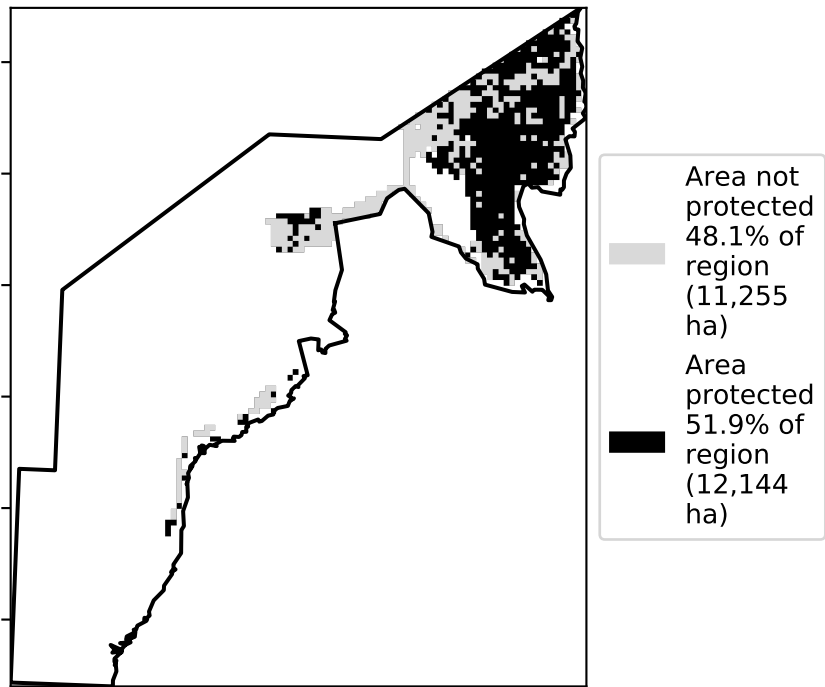 Area not
protected
48.1% of
region
(11,255
ha)
Area
protected
51.9% of
region
(12,144
ha)